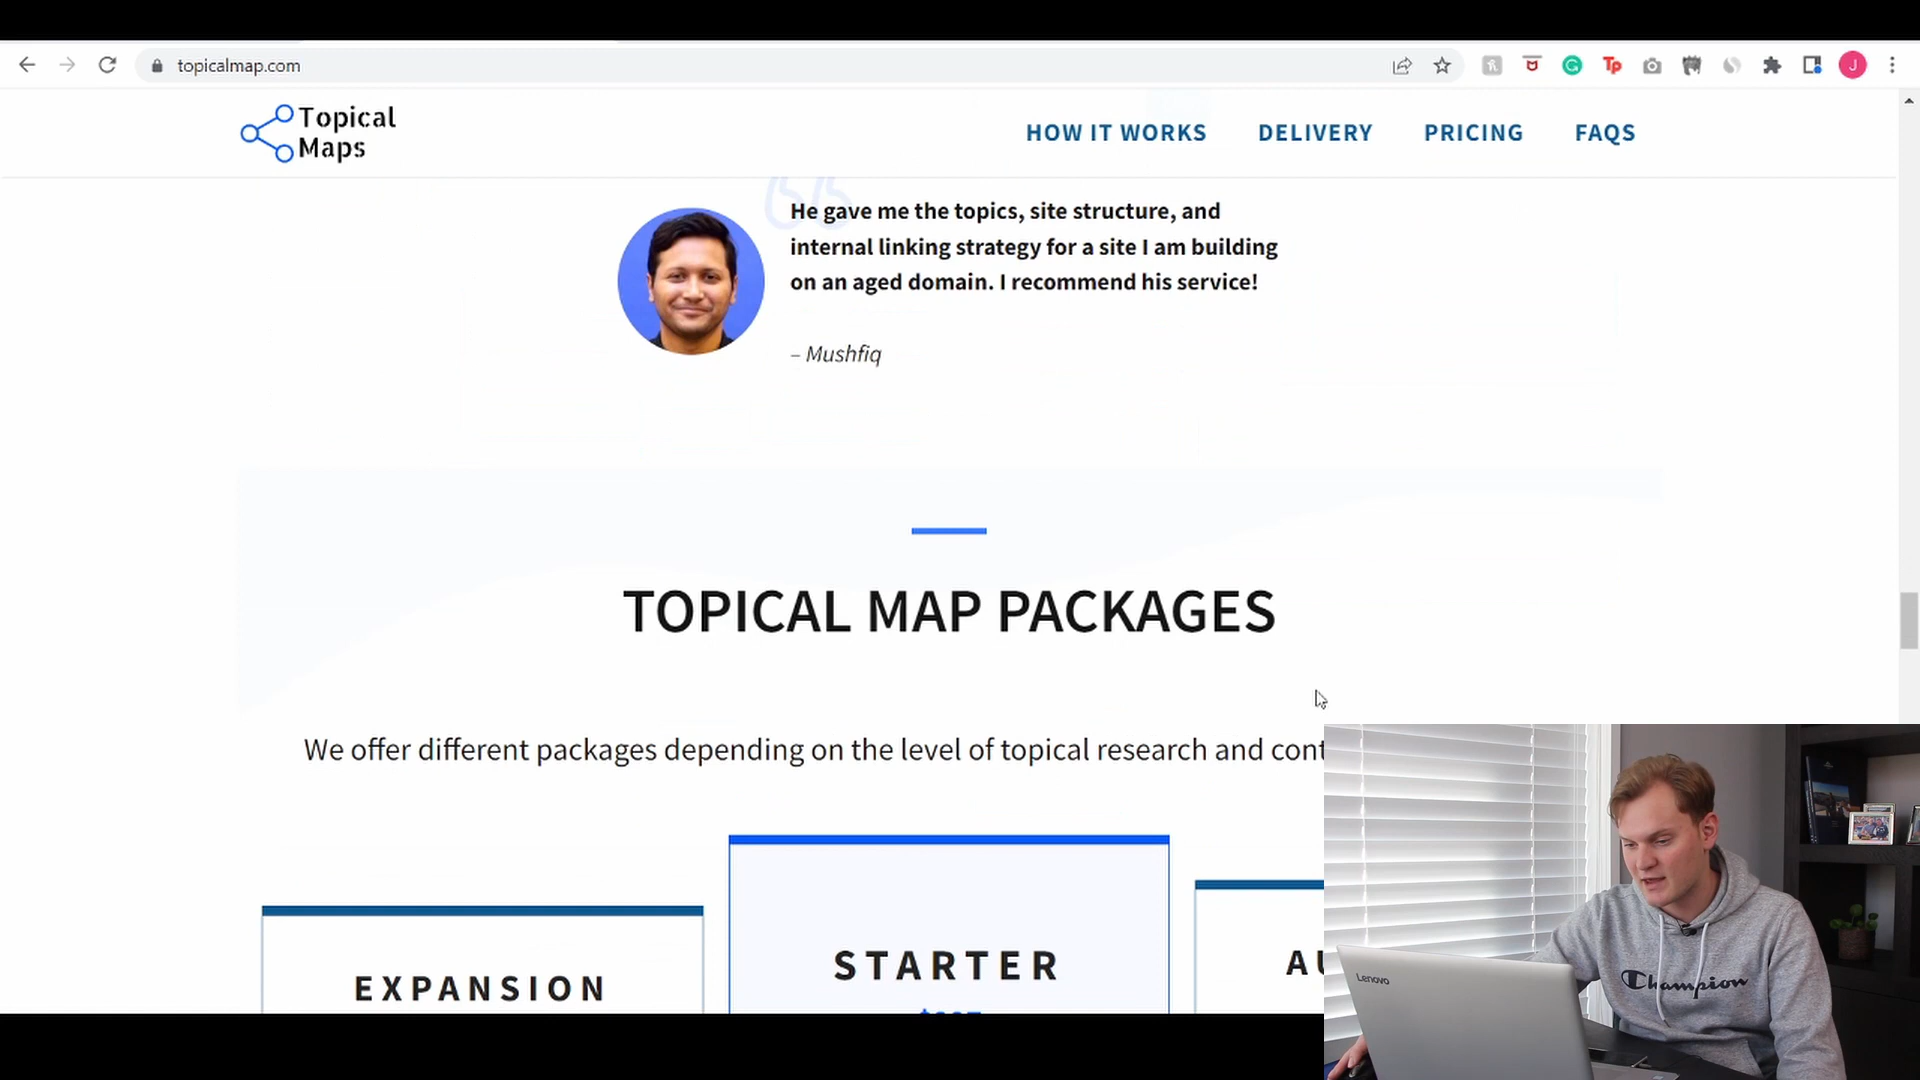 topicalmap.com
J
Topical
Maps
HOW IT WORKS
DELIVERY
PRICING
FAQS
He gave me the topics, site structure, and
internal linking strategy for a site I am building
on an aged domain. I recommend his service!
– Mushfiq
TOPICAL MAP PACKAGES
We offer different packages depending on the level of topical research and cont
EXPANSION
STARTER
Lenovo
Champion